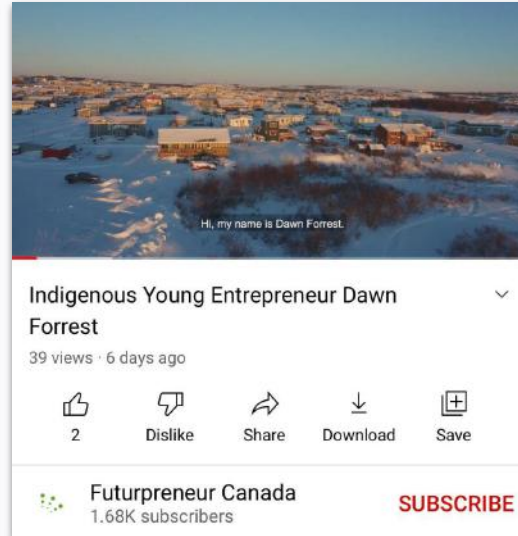 Hi, my name is Dawn Forrest.
Indigenous Young Entrepreneur Dawn
Forrest
39 views · 6 days ago
2 Dislike Share Download Save
Futurpreneur Canada
1.68K subscribers
SUBSCRIBE